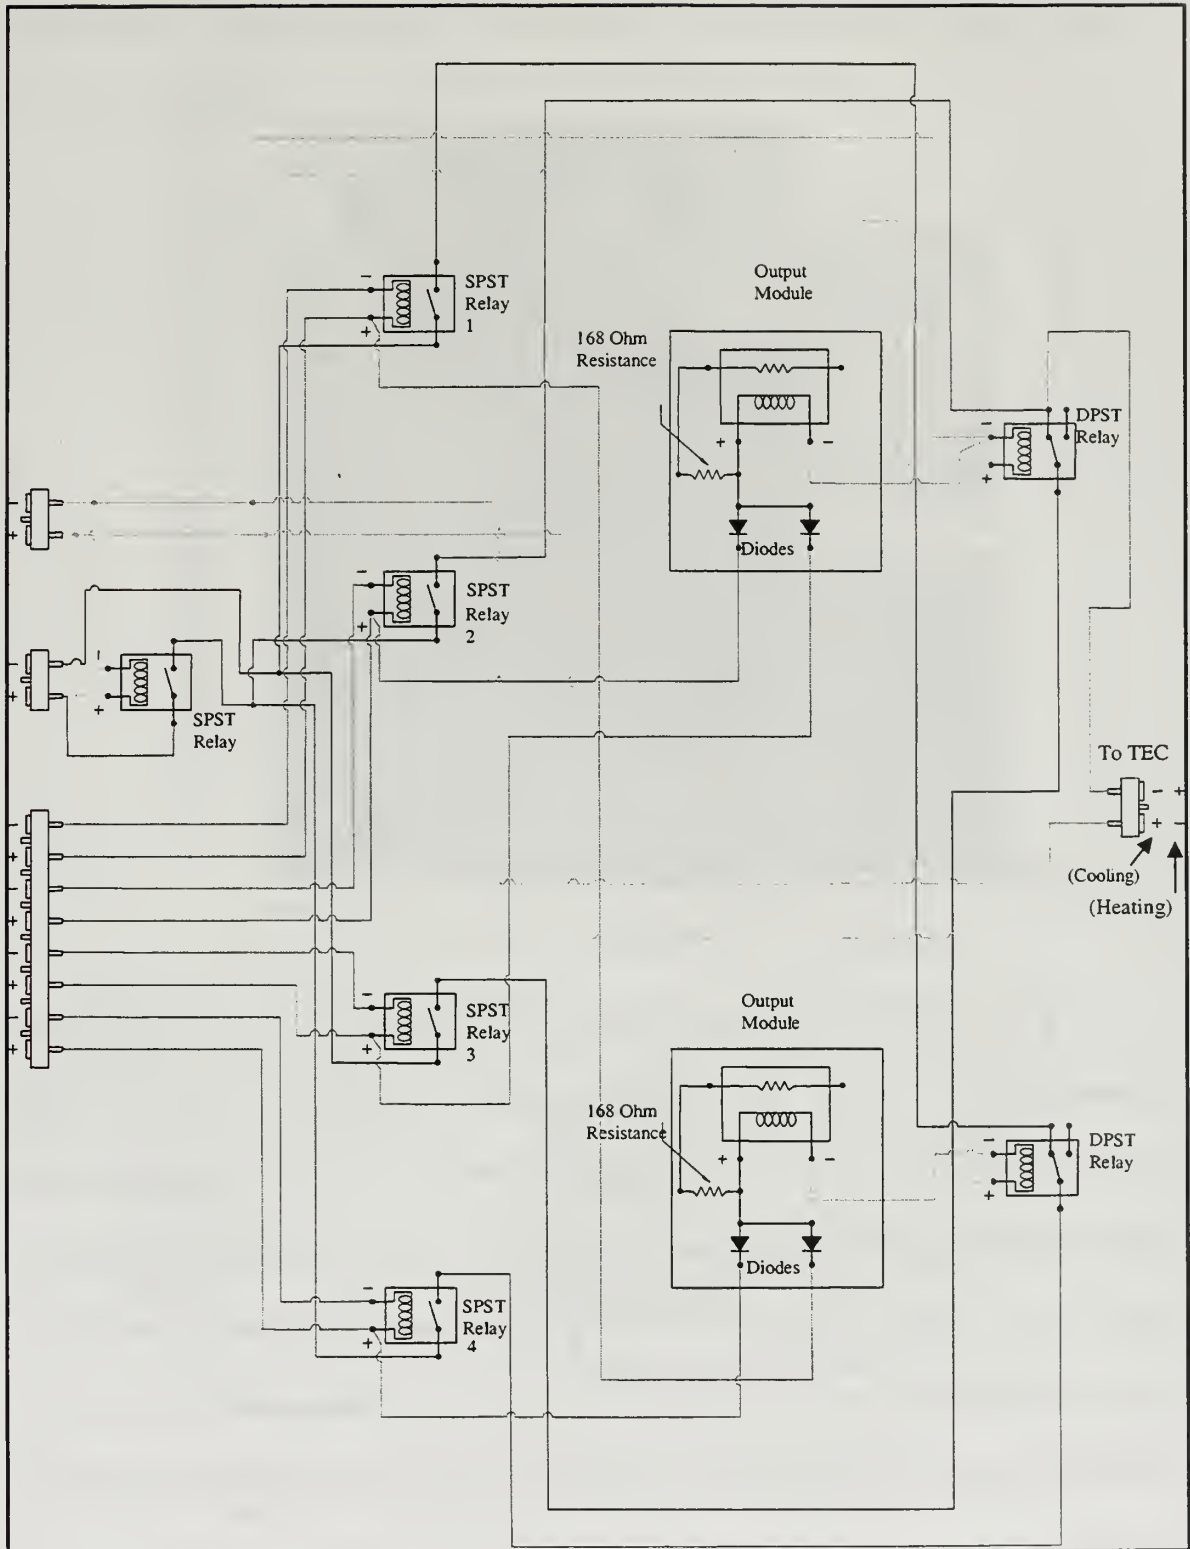 SPST
Relay
1
-
+
Output
Module
168 Ohm
Resistance
+ -
Diodes
DPST
Relay
-
+
-
+
SPST
Relay
2
-
+
-
+
-
+
SPST
Relay
To TEC
- +
+ -
(Cooling)
(Heating)
-
+
-
+
-
+
-
+
SPST
Relay
3
-
+
Output
Module
168 Ohm
Resistance
+ -
Diodes
DPST
Relay
-
+
SPST
Relay
4
-
+